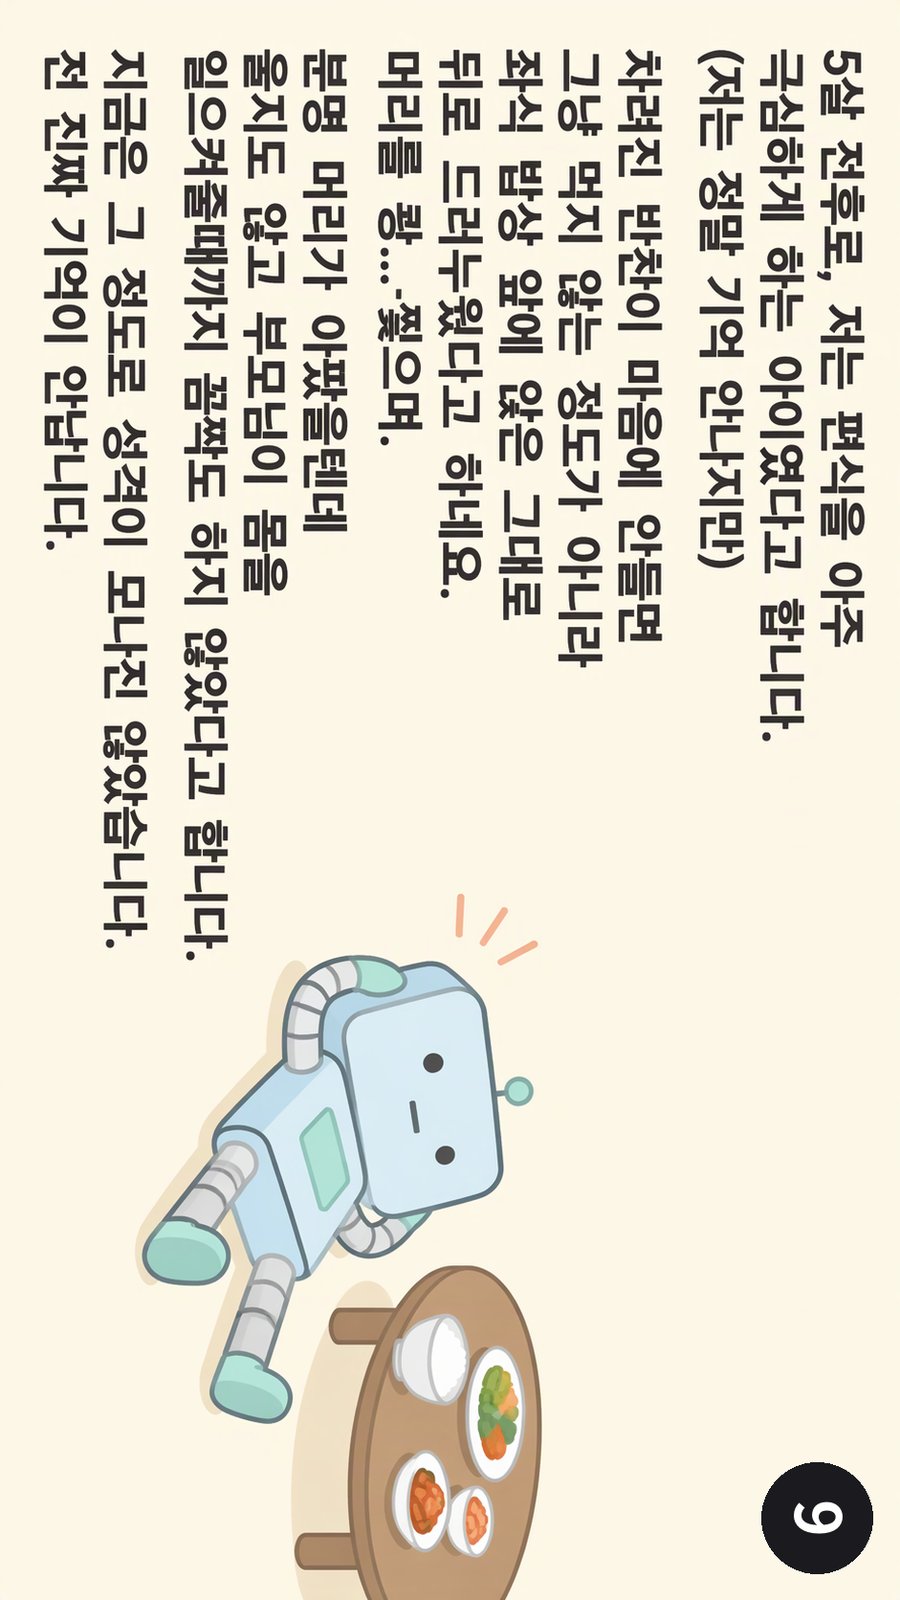 5살 전후로, 저는 편식을 아주
극심하게 하는 아이였다고 합니다.
(저는 정말 기억 안나지만)
차려진 반찬이 마음에 안들면
그냥 먹지 않는 정도가 아니라
좌식 밥상 앞에 앉은 그대로
뒤로 드러누웠다고 하네요.
머리를 쾅... 찧으며.
분명 머리가 아팠을텐데
울지도 않고 부모님이 몸을
일으켜줄때까지 꼼짝도 하지 않았다고 합니다.
지금은 그 정도로 성격이 모나진 않았습니다.
전 진짜 기억이 안납니다.
9